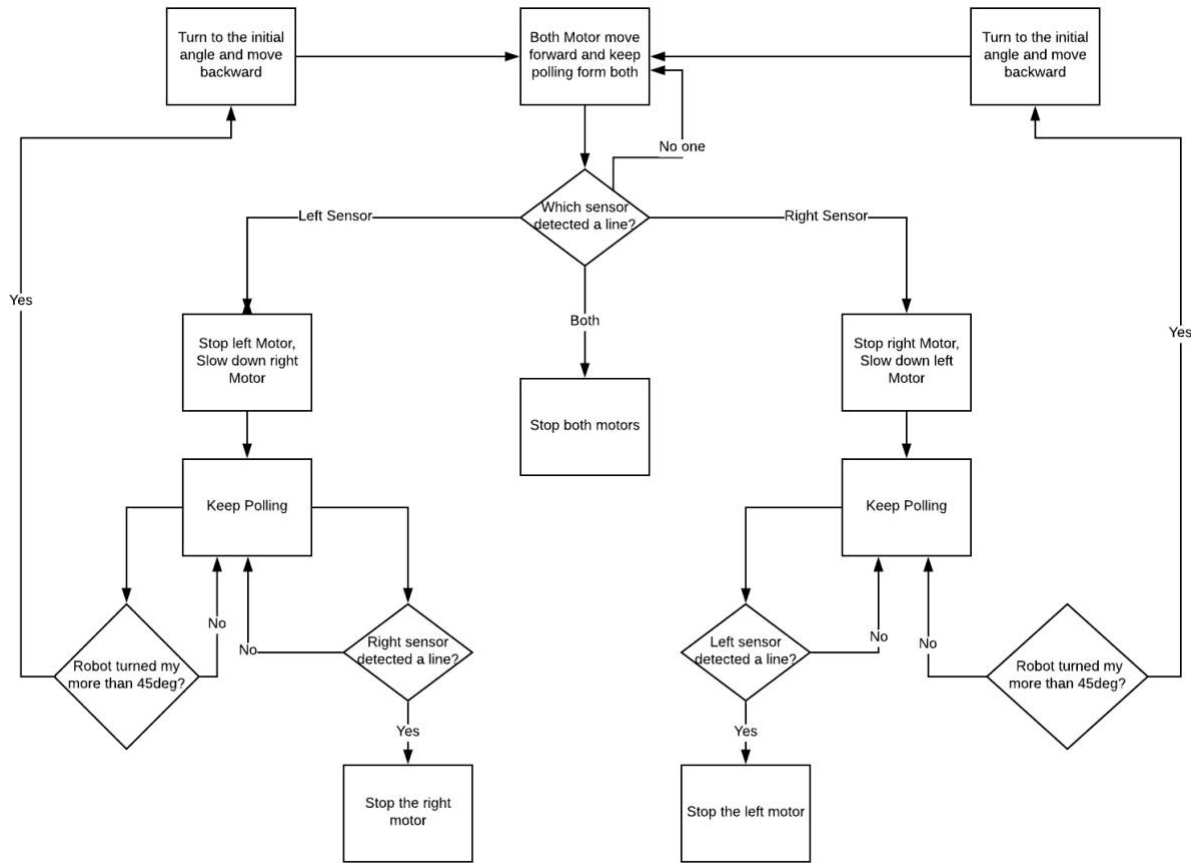 Turn to the initial
angle and move
backward
Both Motor move
forward and keep
polling form both
Turn to the initial
angle and move
backward
No one
Which sensor
detected a line?
Left Sensor
Right Sensor
Yes
Both
Yes
Stop left Motor,
Slow down right
Motor
Stop right Motor,
Slow down left
Motor
Stop both motors
Keep Polling
Keep Polling
No
No
No
No
Robot turned my
more than 45deg?
Right sensor
detected a line?
Left sensor
detected a line?
Robot turned my
more than 45deg?
Yes
Yes
Stop the right
motor
Stop the left motor